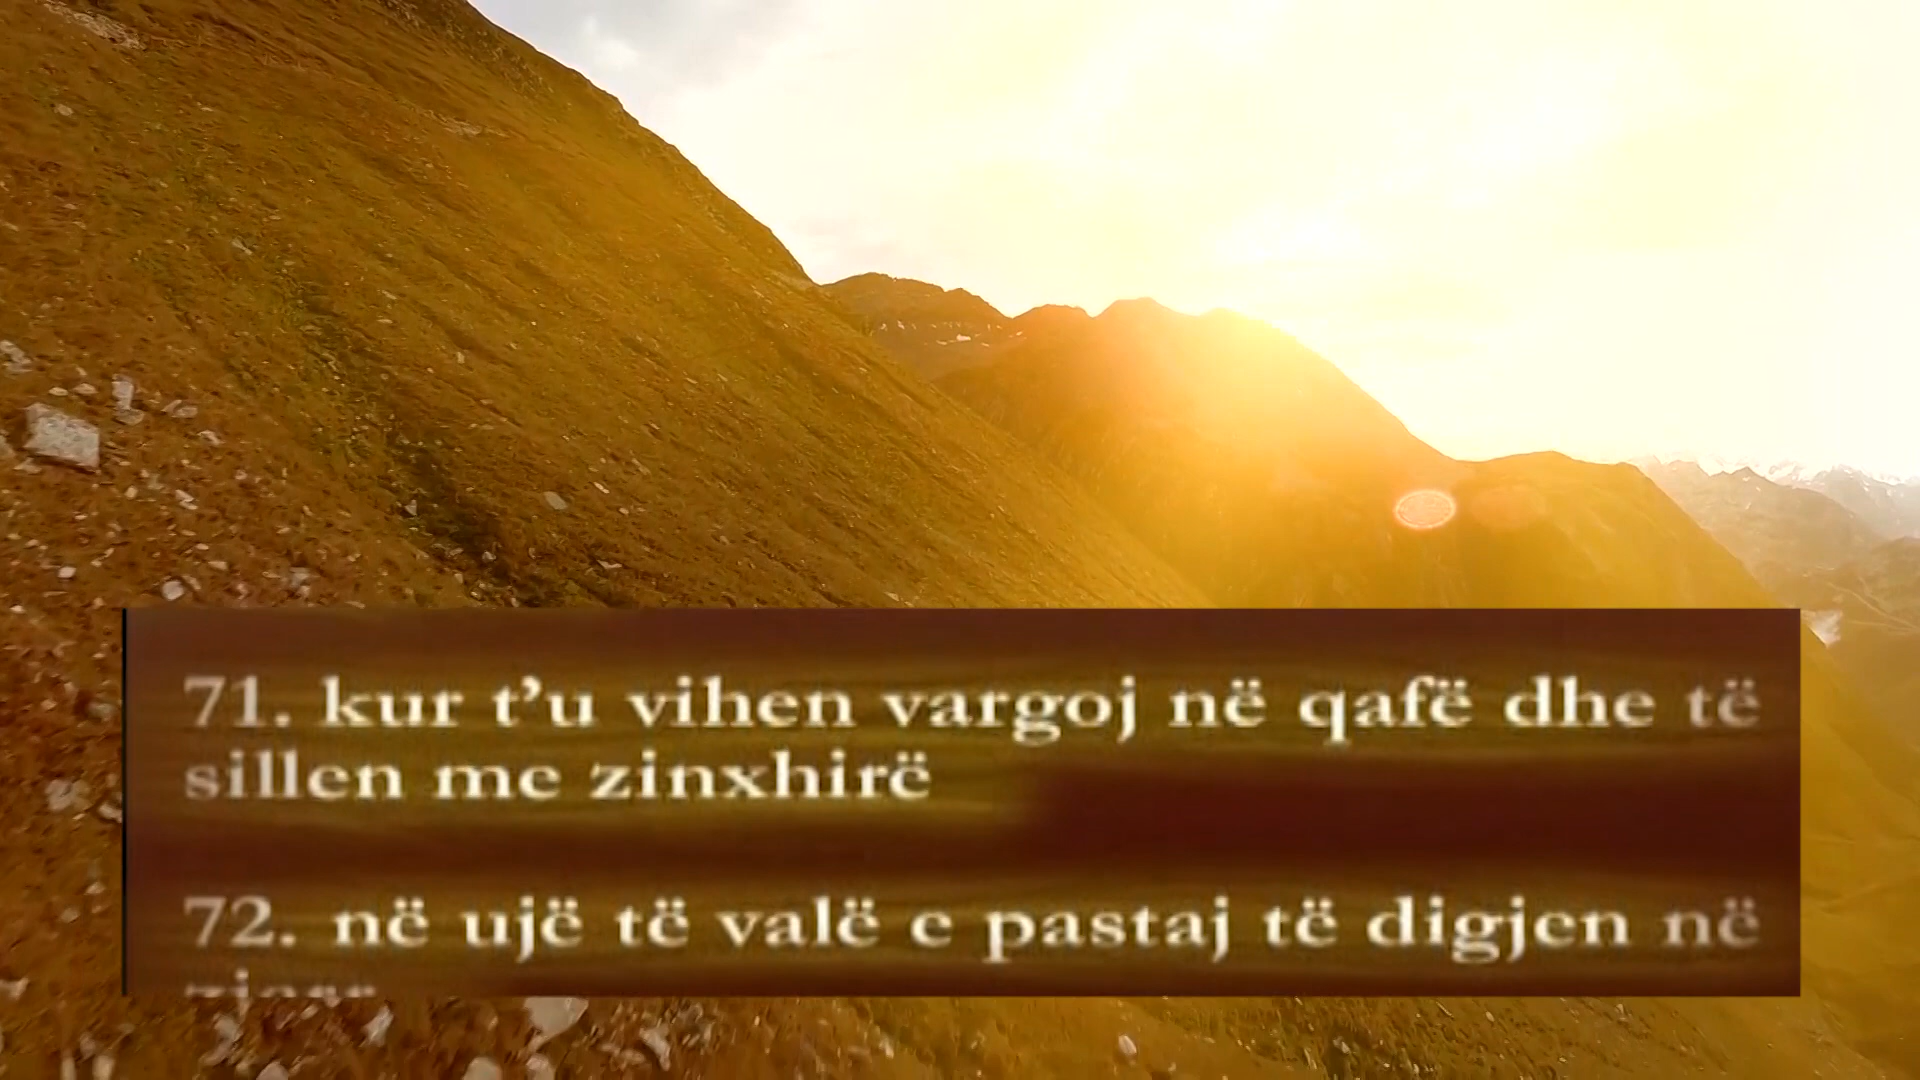 71. kur t’u vihen vargoj në qafë dhe të
sillen me zinxhirë
72. në ujë të valë e pastaj të digjen në